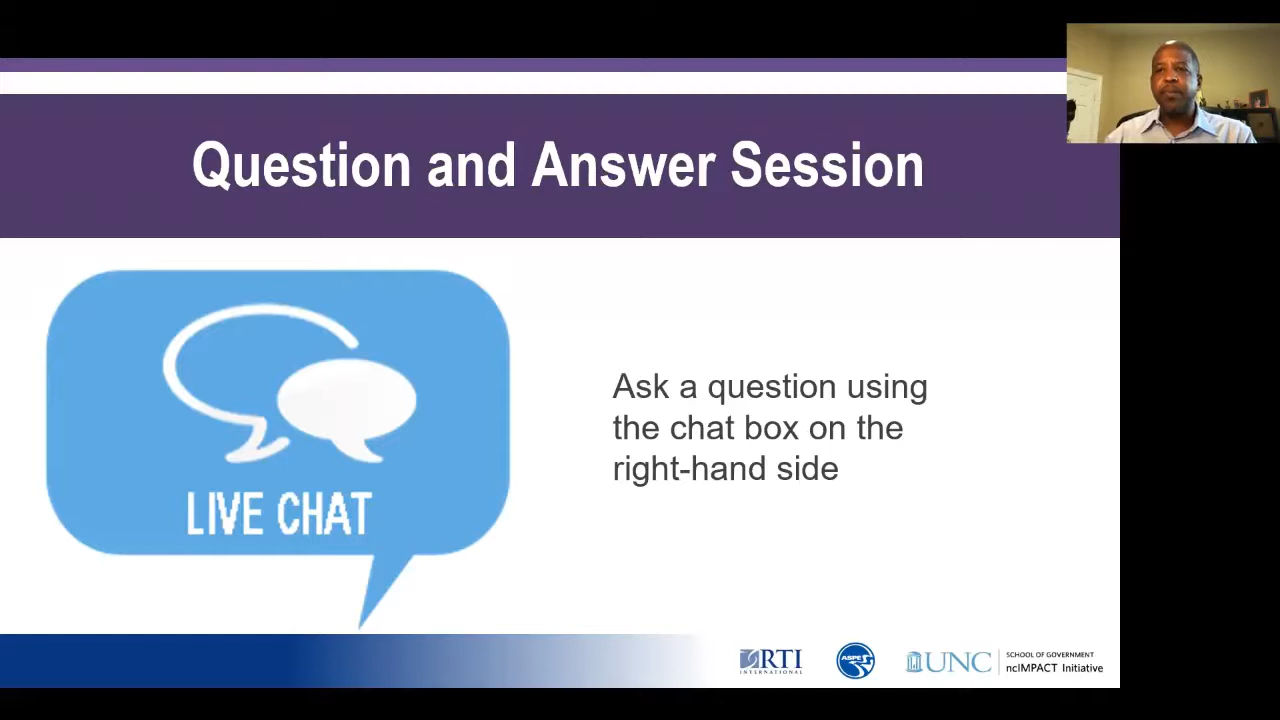 Question and Answer Session
LIVE CHAT
Ask a question using
the chat box on the
right-hand side
RTI
INTERNATIONAL
ASPE
UNC
SCHOOL OF GOVERNMENT
ncIMPACT Initiative